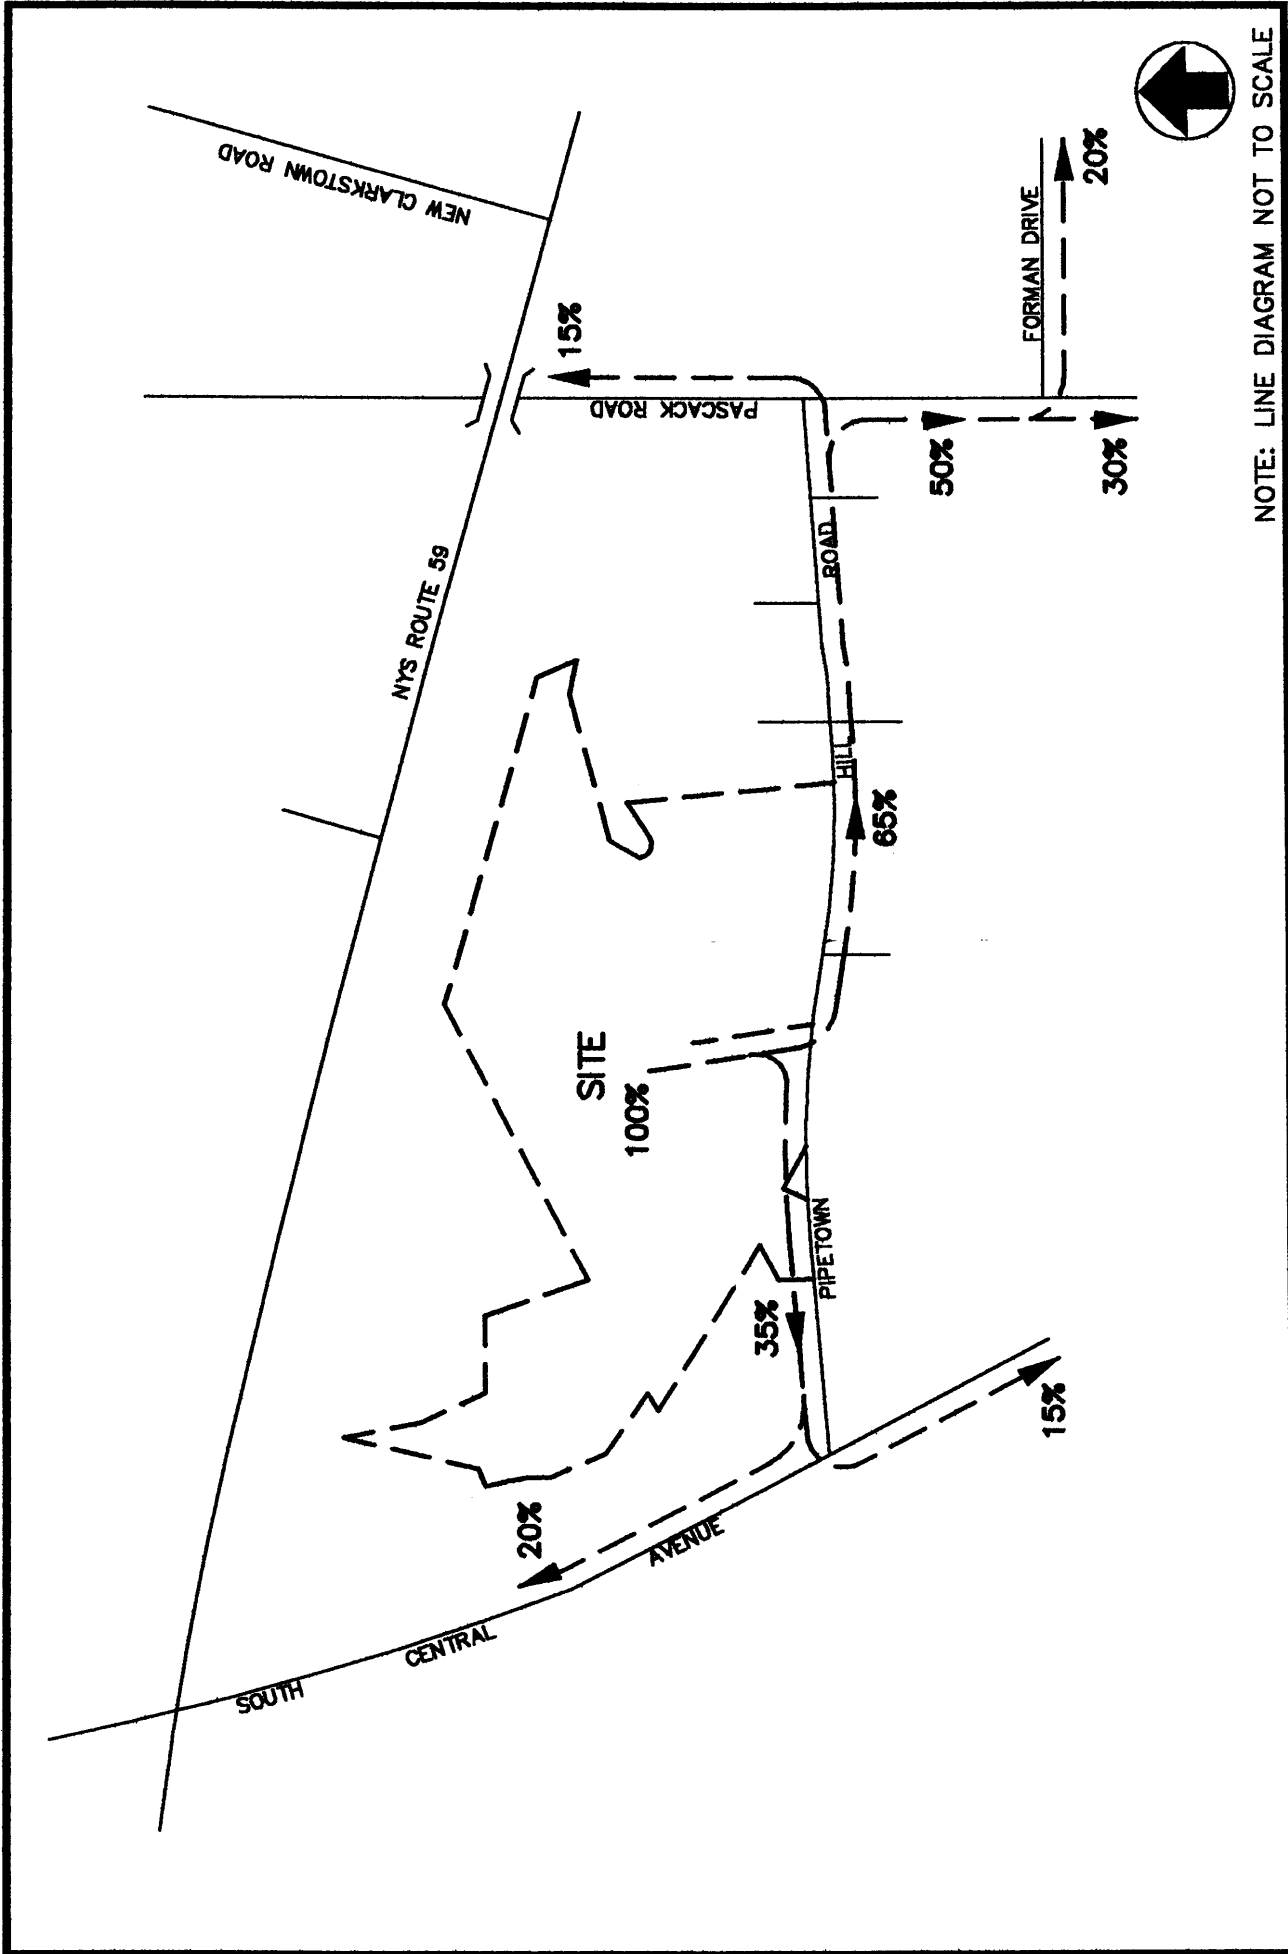 NEW CLARKSTOWN ROAD
NYS ROUTE 59
15%
PASCACK ROAD
FORMAN DRIVE
20%
50%
30%
SITE
100%
65%
35%
PIPETOWN HILL ROAD
20%
15%
SOUTH CENTRAL AVENUE
NOTE: LINE DIAGRAM NOT TO SCALE